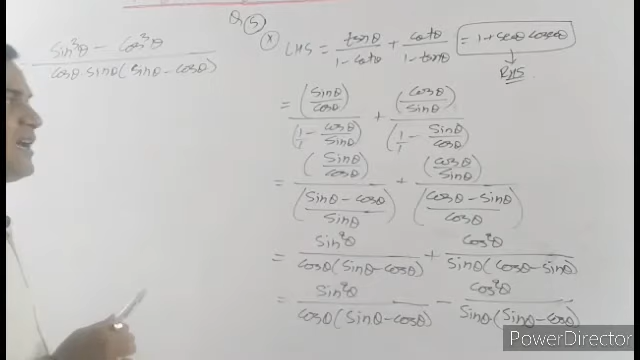 Q (5)
(x) LHS = tanθ/(1 - cotθ) + cotθ/(1 - tanθ) = 1 + secθ cosecθ
↓
RHS
= (sinθ/cosθ)/(1/1 - cosθ/sinθ) + (cosθ/sinθ)/(1/1 - sinθ/cosθ)
= (sinθ/cosθ)/((sinθ - cosθ)/sinθ) + (cosθ/sinθ)/((cosθ - sinθ)/cosθ)
= sin²θ/(cosθ(sinθ - cosθ)) + cos²θ/(sinθ(cosθ - sinθ))
= sin²θ/(cosθ(sinθ - cosθ)) - cos²θ/(sinθ(sinθ - cosθ))
sin³θ - cos³θ/(cosθ·sinθ(sinθ - cosθ))
PowerDirector